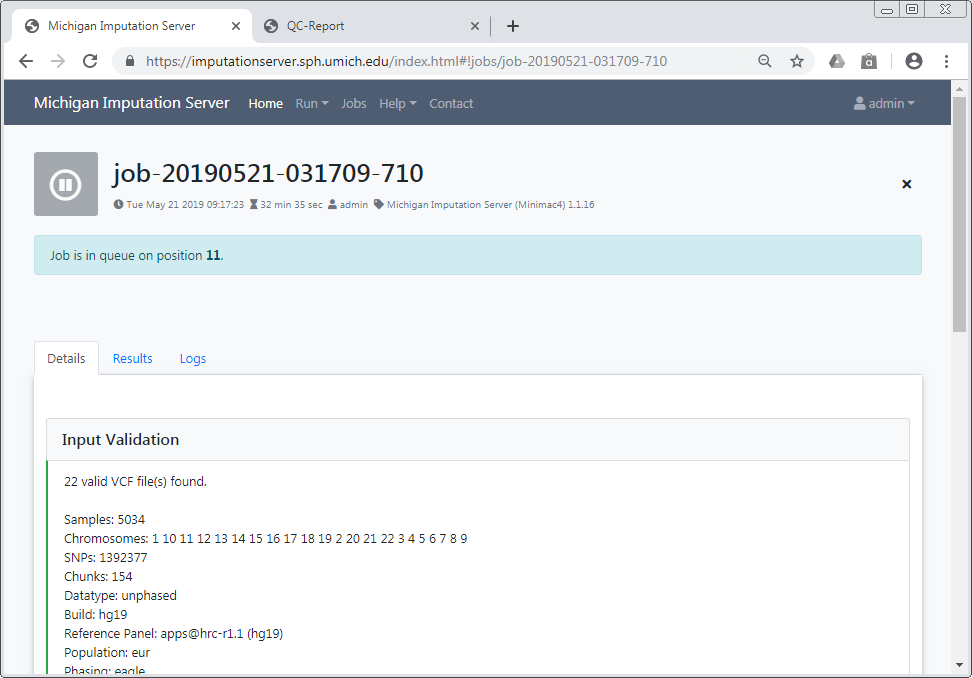 Michigan Imputation Server
QC-Report
https://imputationserver.sph.umich.edu/index.html#!jobs/job-20190521-031709-710
Michigan Imputation Server Home Run Jobs Help Contact admin
job-20190521-031709-710
Tue May 21 2019 09:17:23 32 min 35 sec admin Michigan Imputation Server (Minimac4) 1.1.16
Job is in queue on position 11.
Details Results Logs
Input Validation
22 valid VCF file(s) found.
Samples: 5034
Chromosomes: 1 10 11 12 13 14 15 16 17 18 19 2 20 21 22 3 4 5 6 7 8 9
SNPs: 1392377
Chunks: 154
Datatype: unphased
Build: hg19
Reference Panel: apps@hrc-r1.1 (hg19)
Population: eur
Phasing: eagle